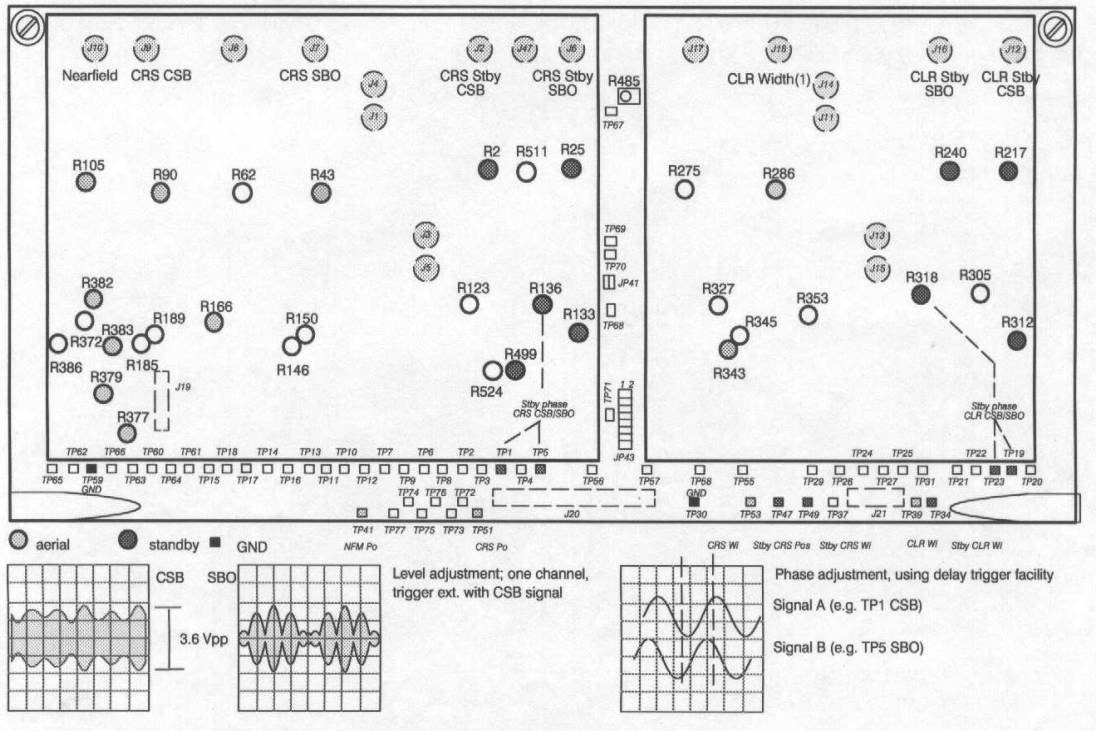 J10 J9 J8 J7 J2 J47 J6 J17 J18 J16 J12
Nearfield CRS CSB CRS SBO CRS Stby CSB CRS Stby SBO CLR Width(1) CLR Stby SBO CLR Stby CSB
J4 R485 J14
J1 TP67 J11
R105 R90 R62 R43 R2 R511 R25 R275 R286 R240 R217
J3 TP69 J13
J5 TP70 J15
R382 R166 R123 R136 JP41 R327 R318 R305
R189 R150 R133 TP68 R353 R312
R372 R383 R345
R386 R185 R146 R499 R343
R379 J19 R524 TP71 1 2
Stby phase
CRS CSB/SBO
Stby phase
CLR CSB/SBO
R377 JP43
TP62 TP66 TP60 TP61 TP18 TP14 TP13 TP10 TP7 TP6 TP2 TP1 TP5 TP24 TP25 TP22 TP19
TP65 TP59 TP63 TP64 TP15 TP17 TP16 TP11 TP12 TP9 TP8 TP3 TP4 TP56 TP57 TP58 TP55 TP29 TP26 TP27 TP31 TP21 TP23 TP20
GND TP74 TP76 TP72 GND
TP41 TP77 TP75 TP73 TP51 J20 TP30 TP53 TP47 TP49 TP37 J21 TP39 TP34
NFM Po CRS Po CRS Wi Stby CRS Pos Stby CRS Wi CLR Wi Stby CLR Wi
aerial standby GND
CSB SBO
3.6 Vpp
Level adjustment; one channel,
trigger ext. with CSB signal
Phase adjustment, using delay trigger facility
Signal A (e.g. TP1 CSB)
Signal B (e.g. TP5 SBO)